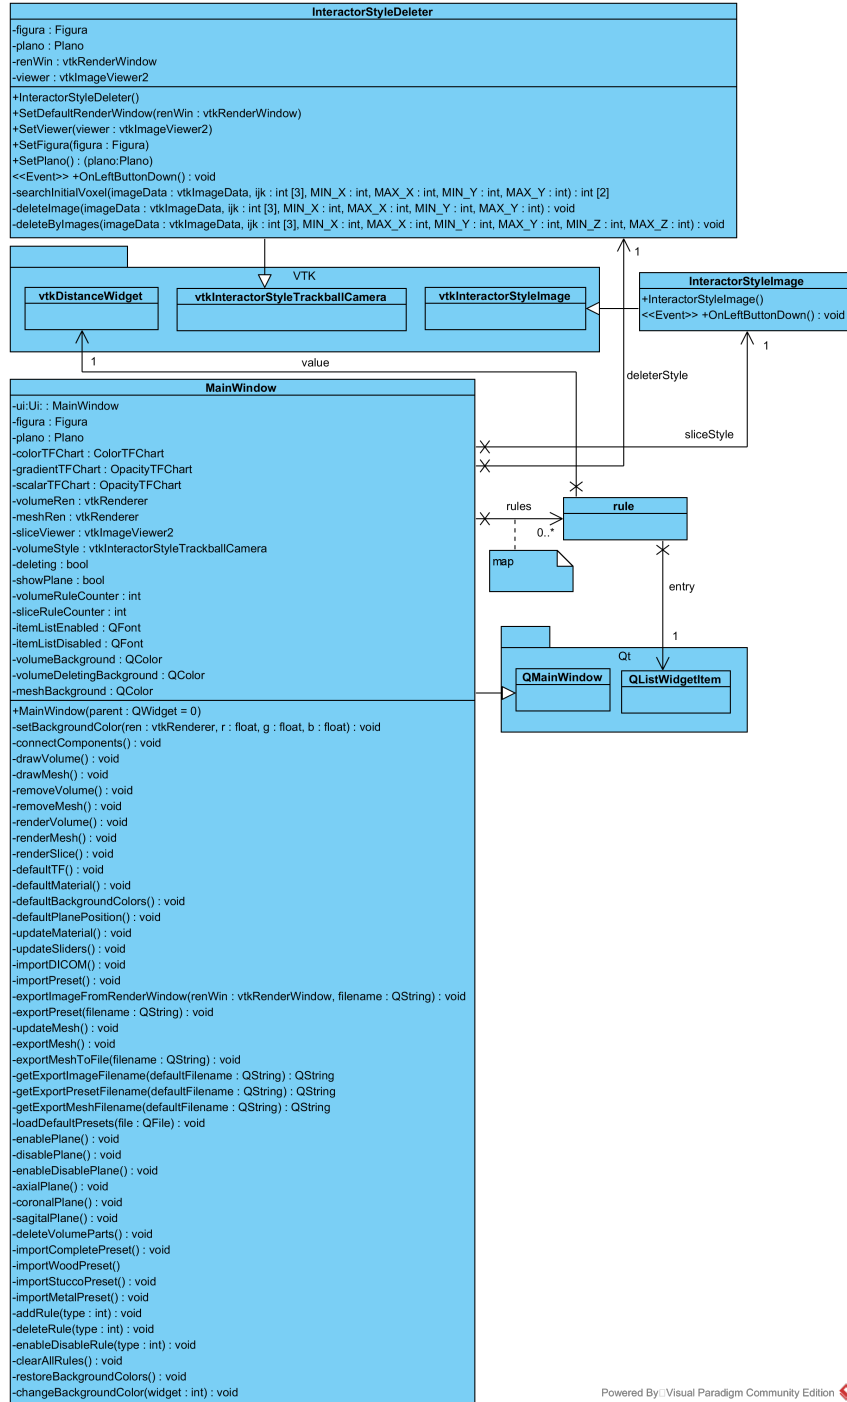 InteractorStyleDeleter
-figura : Figura
-plano : Plano
-renWin : vtkRenderWindow
-viewer : vtkImageViewer2
+InteractorStyleDeleter()
+SetDefaultRenderWindow(renWin : vtkRenderWindow)
+SetViewer(viewer : vtkImageViewer2)
+SetFigura(figura : Figura)
+SetPlano() : (plano:Plano)
<<Event>> +OnLeftButtonDown() : void
-searchInitialVoxel(imageData : vtkImageData, ijk : int [3], MIN_X : int, MAX_X : int, MIN_Y : int, MAX_Y : int) : int [2]
-deleteImage(imageData : vtkImageData, ijk : int [3], MIN_X : int, MAX_X : int, MIN_Y : int, MAX_Y : int) : void
-deleteByImages(imageData : vtkImageData, ijk : int [3], MIN_X : int, MAX_X : int, MIN_Y : int, MAX_Y : int, MIN_Z : int, MAX_Z : int) : void
VTK
vtkDistanceWidget
vtkInteractorStyleTrackballCamera
vtkInteractorStyleImage
1
InteractorStyleImage
+InteractorStyleImage()
<<Event>> +OnLeftButtonDown() : void
1
value
1
deleterStyle
sliceStyle
MainWindow
-ui:Ui: : MainWindow
-figura : Figura
-plano : Plano
-colorTFChart : ColorTFChart
-gradientTFChart : OpacityTFChart
-scalarTFChart : OpacityTFChart
-volumeRen : vtkRenderer
-meshRen : vtkRenderer
-sliceViewer : vtkImageViewer2
-volumeStyle : vtkInteractorStyleTrackballCamera
-deleting : bool
-showPlane : bool
-volumeRuleCounter : int
-sliceRuleCounter : int
-itemListEnabled : QFont
-itemListDisabled : QFont
-volumeBackground : QColor
-volumeDeletingBackground : QColor
-meshBackground : QColor
+MainWindow(parent : QWidget = 0)
-setBackgroundColor(ren : vtkRenderer, r : float, g : float, b : float) : void
-connectComponents() : void
-drawVolume() : void
-drawMesh() : void
-removeVolume() : void
-removeMesh() : void
-renderVolume() : void
-renderMesh() : void
-renderSlice() : void
-defaultTF() : void
-defaultMaterial() : void
-defaultBackgroundColors() : void
-defaultPlanePosition() : void
-updateMaterial() : void
-updateSliders() : void
-importDICOM() : void
-importPreset() : void
-exportImageFromRenderWindow(renWin : vtkRenderWindow, filename : QString) : void
-exportPreset(filename : QString) : void
-updateMesh() : void
-exportMesh() : void
-exportMeshToFile(filename : QString) : void
-getExportImageFilename(defaultFilename : QString) : QString
-getExportPresetFilename(defaultFilename : QString) : QString
-getExportMeshFilename(defaultFilename : QString) : QString
-loadDefaultPresets(file : QFile) : void
-enablePlane() : void
-disablePlane() : void
-enableDisablePlane() : void
-axialPlane() : void
-coronalPlane() : void
-sagitalPlane() : void
-deleteVolumeParts() : void
-importCompletePreset() : void
-importWoodPreset()
-importStuccoPreset() : void
-importMetalPreset() : void
-addRule(type : int) : void
-deleteRule(type : int) : void
-enableDisableRule(type : int) : void
-clearAllRules() : void
-restoreBackgroundColors() : void
-changeBackgroundColor(widget : int) : void
rules
0..*
map
rule
entry
1
Qt
QMainWindow
QListWidgetItem
Powered By Visual Paradigm Community Edition